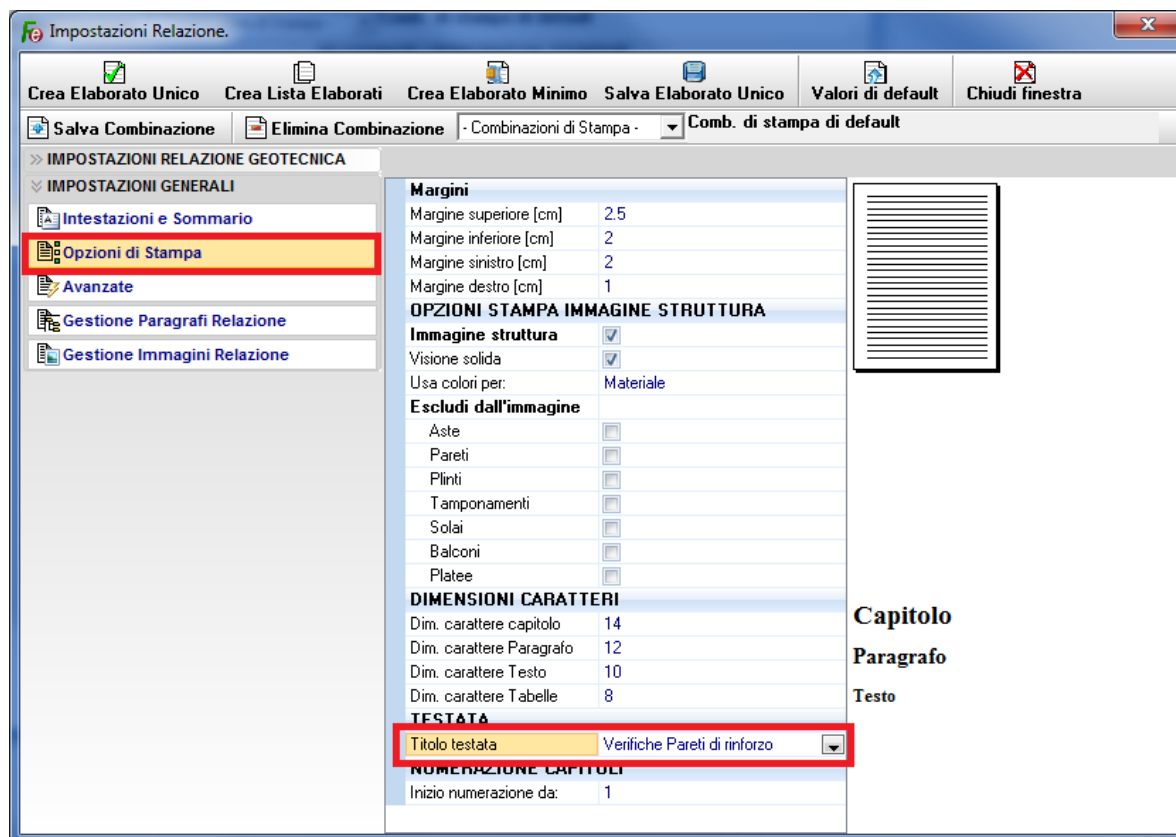 Fe Impostazioni Relazione.
X
Crea Elaborato Unico Crea Lista Elaborati Crea Elaborato Minimo Salva Elaborato Unico Valori di default Chiudi finestra
Salva Combinazione Elimina Combinazione - Combinazioni di Stampa - Comb. di stampa di default
IMPOSTAZIONI RELAZIONE GEOTECNICA
IMPOSTAZIONI GENERALI
Intestazioni e Sommario
Opzioni di Stampa
Avanzate
Gestione Paragrafi Relazione
Gestione Immagini Relazione
Margini
Margine superiore [cm] 2.5
Margine inferiore [cm] 2
Margine sinistro [cm] 2
Margine destro [cm] 1
OPZIONI STAMPA IMMAGINE STRUTTURA
Immagine struttura
Visione solida
Usa colori per: Materiale
Escludi dall'immagine
Aste
Pareti
Plinti
Tamponamenti
Solai
Balconi
Platee
DIMENSIONI CARATTERI
Dim. carattere capitolo 14
Dim. carattere Paragrafo 12
Dim. carattere Testo 10
Dim. carattere Tabelle 8
TESTATA
Titolo testata Verifiche Pareti di rinforzo
NUMERAZIONE CAPITOLI
Inizio numerazione da: 1
Capitolo
Paragrafo
Testo